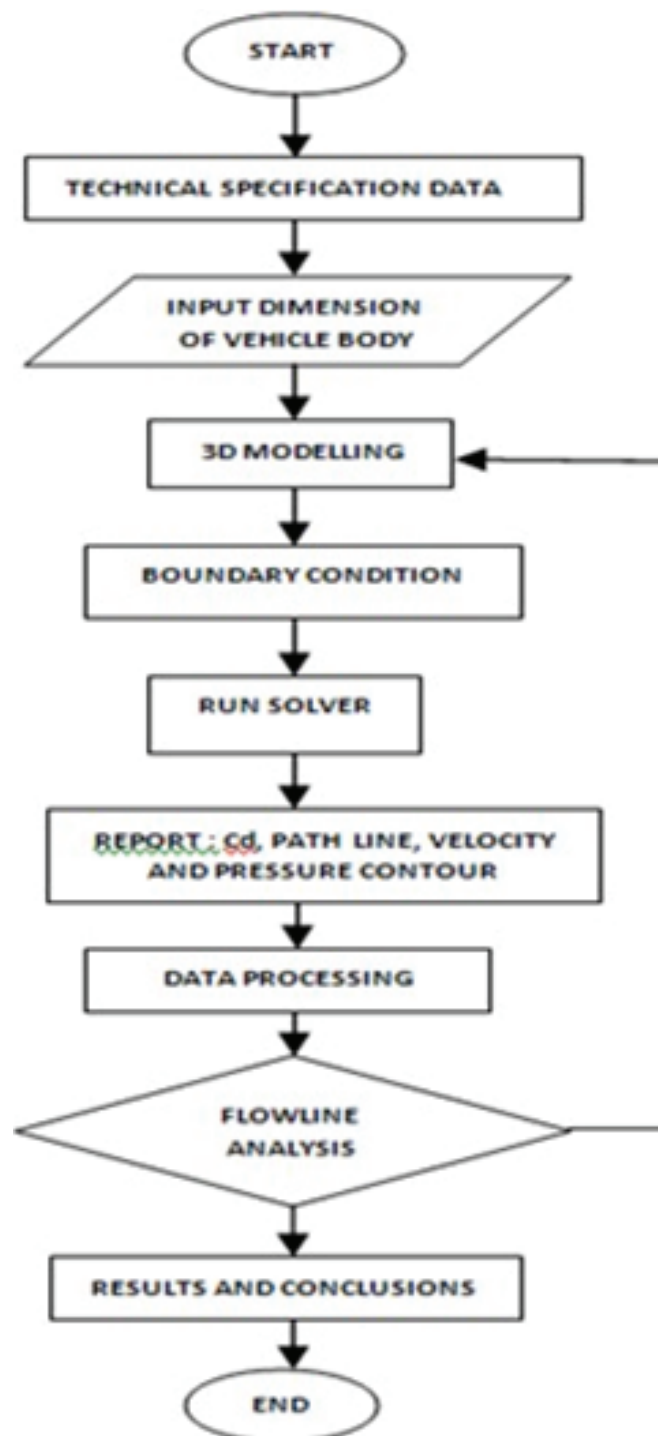 START
TECHNICAL SPECIFICATION DATA
INPUT DIMENSION
OF VEHICLE BODY
3D MODELLING
BOUNDARY CONDITION
RUN SOLVER
REPORT : Cd, PATH LINE, VELOCITY
AND PRESSURE CONTOUR
DATA PROCESSING
FLOWLINE
ANALYSIS
RESULTS AND CONCLUSIONS
END